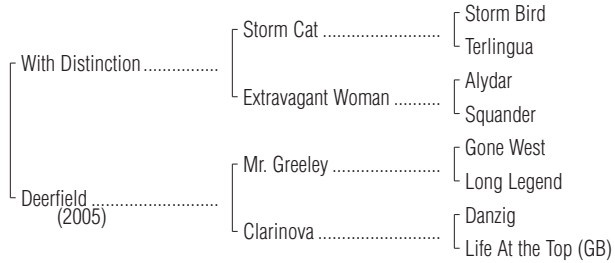 Storm Bird
Storm Cat ........................
Terlingua
With Distinction ...............
Alydar
Extravagant Woman ..........
Squander
Gone West
Mr. Greeley ......................
Long Legend
Deerfield .........................
(2005)
Danzig
Clarinova .........................
Life At the Top (GB)